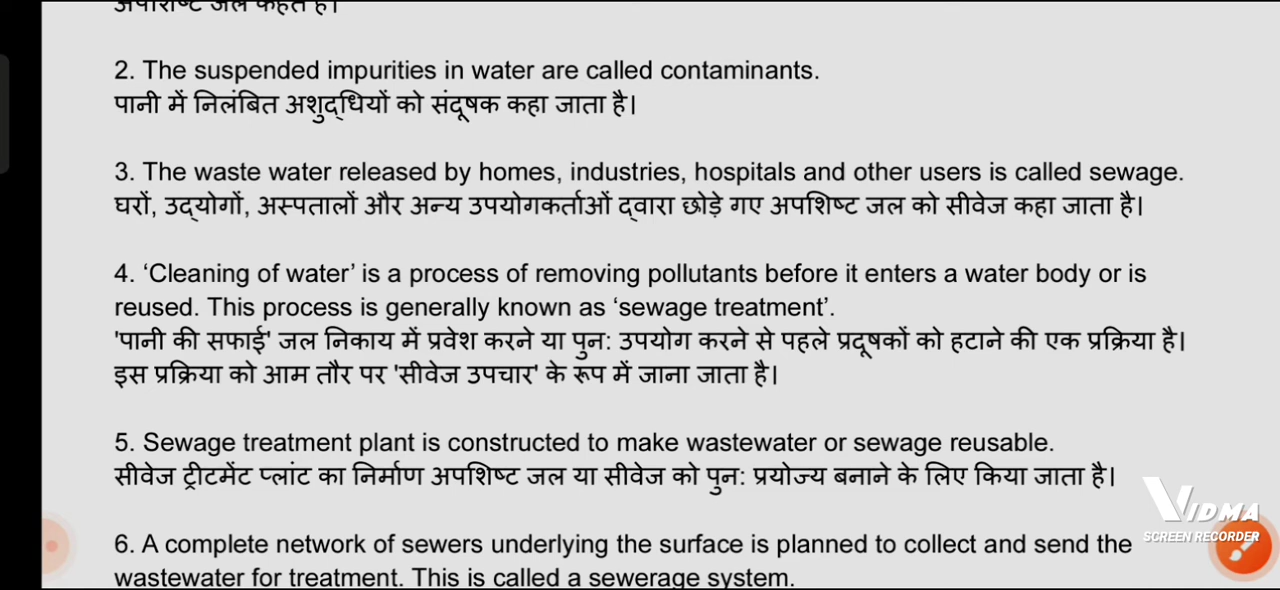 अपशिष्ट जल कहते हैं।
2. The suspended impurities in water are called contaminants.
पानी में निलंबित अशुद्धियों को संदूषक कहा जाता है।
3. The waste water released by homes, industries, hospitals and other users is called sewage.
घरों, उद्योगों, अस्पतालों और अन्य उपयोगकर्ताओं द्वारा छोड़े गए अपशिष्ट जल को सीवेज कहा जाता है।
4. ‘Cleaning of water’ is a process of removing pollutants before it enters a water body or is
reused. This process is generally known as ‘sewage treatment’.
'पानी की सफाई' जल निकाय में प्रवेश करने या पुन: उपयोग करने से पहले प्रदूषकों को हटाने की एक प्रक्रिया है।
इस प्रक्रिया को आम तौर पर 'सीवेज उपचार' के रूप में जाना जाता है।
5. Sewage treatment plant is constructed to make wastewater or sewage reusable.
सीवेज ट्रीटमेंट प्लांट का निर्माण अपशिष्ट जल या सीवेज को पुन: प्रयोज्य बनाने के लिए किया जाता है।
VIDMA
SCREEN RECORDER
6. A complete network of sewers underlying the surface is planned to collect and send the
wastewater for treatment. This is called a sewerage system.